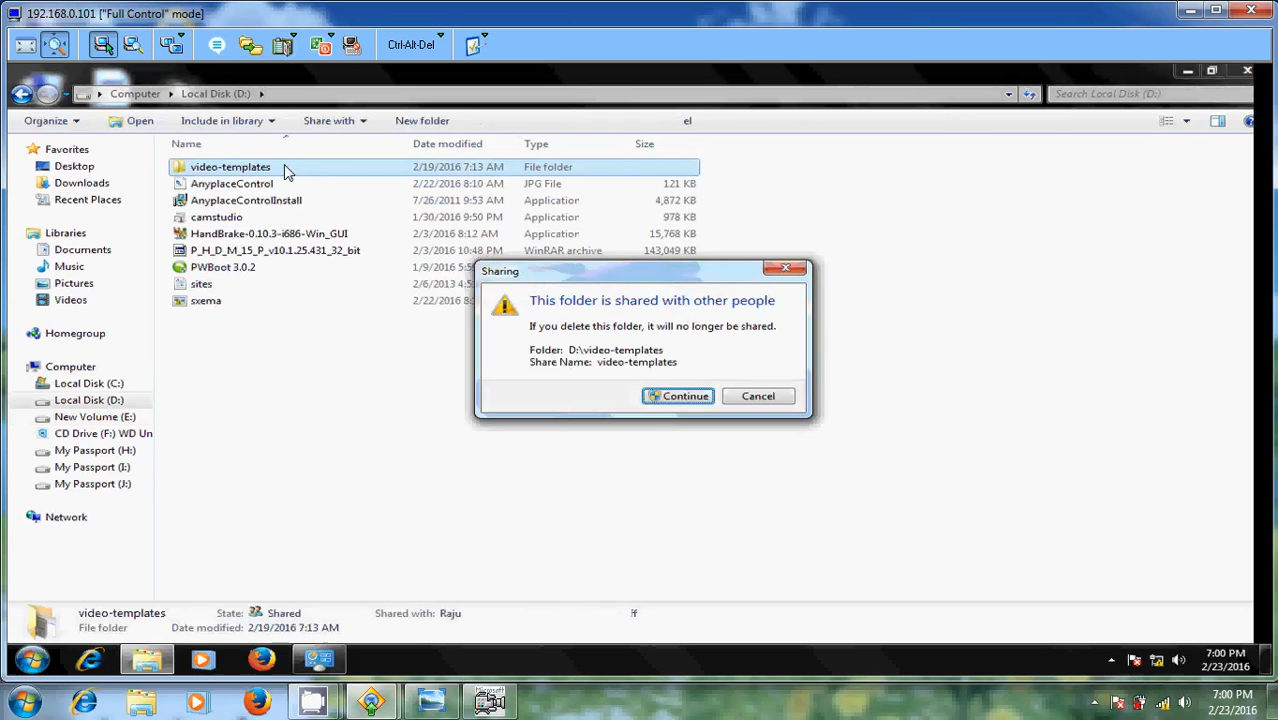 192.168.0.101 ["Full Control" mode]
Ctrl-Alt-Del
Computer Local Disk (D:)
Search Local Disk (D:)
Organize Open Include in library Share with New folder el
Favorites
Desktop
Downloads
Recent Places
Libraries
Documents
Music
Pictures
Videos
Homegroup
Computer
Local Disk (C:)
Local Disk (D:)
New Volume (E:)
CD Drive (F:) WD Un
My Passport (H:)
My Passport (I:)
My Passport (J:)
Network
Name Date modified Type Size
video-templates 2/19/2016 7:13 AM File folder
AnyplaceControl 2/22/2016 8:10 AM JPG File 121 KB
AnyplaceControlInstall 7/26/2011 9:53 AM Application 4,872 KB
camstudio 1/30/2016 9:50 PM Application 978 KB
HandBrake-0.10.3-i686-Win_GUI 2/3/2016 8:12 AM Application 15,768 KB
P_H_D_M_15_P_v10.1.25.431_32_bit 2/3/2016 10:48 PM WinRAR archive 143,049 KB
PWBoot 3.0.2 1/9/2016 5:5
sites 2/6/2013 4:5
sxema 2/22/2016 8:
Sharing
This folder is shared with other people
If you delete this folder, it will no longer be shared.
Folder: D:\video-templates
Share Name: video-templates
Continue Cancel
video-templates State: Shared Shared with: Raju lf
File folder Date modified: 2/19/2016 7:13 AM
7:00 PM
2/23/2016
Microsoft
7:00 PM
2/23/2016